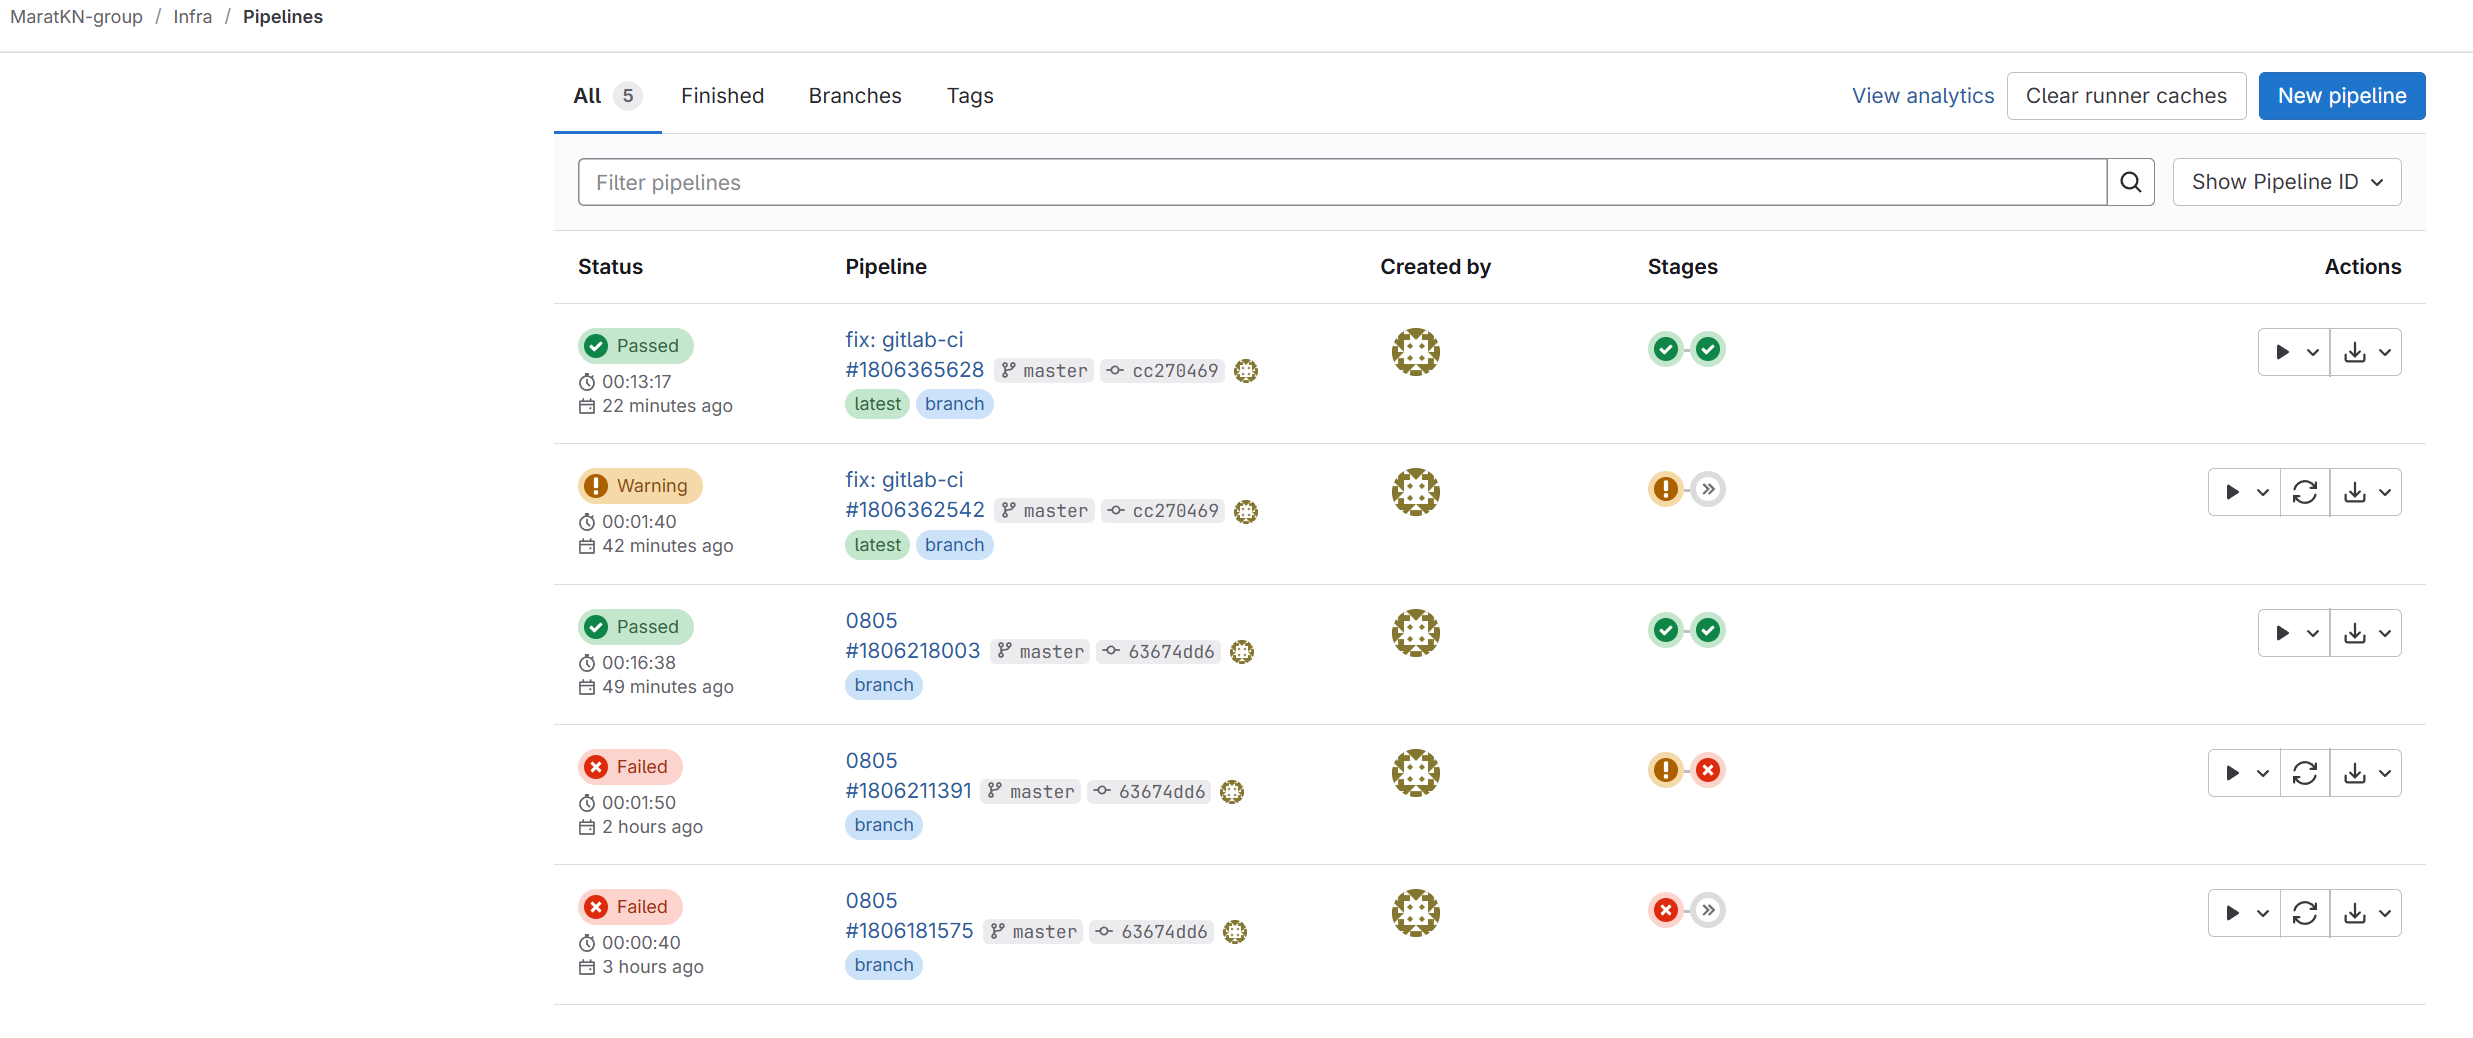 MaratKN-group / Infra / Pipelines
All 5 Finished Branches Tags View analytics Clear runner caches New pipeline
Filter pipelines Show Pipeline ID
Status Pipeline Created by Stages Actions
Passed
00:13:17
22 minutes ago
fix: gitlab-ci
#1806365628 master cc270469
latest branch
Warning
00:01:40
42 minutes ago
fix: gitlab-ci
#1806362542 master cc270469
latest branch
Passed
00:16:38
49 minutes ago
0805
#1806218003 master 63674dd6
branch
Failed
00:01:50
2 hours ago
0805
#1806211391 master 63674dd6
branch
Failed
00:00:40
3 hours ago
0805
#1806181575 master 63674dd6
branch